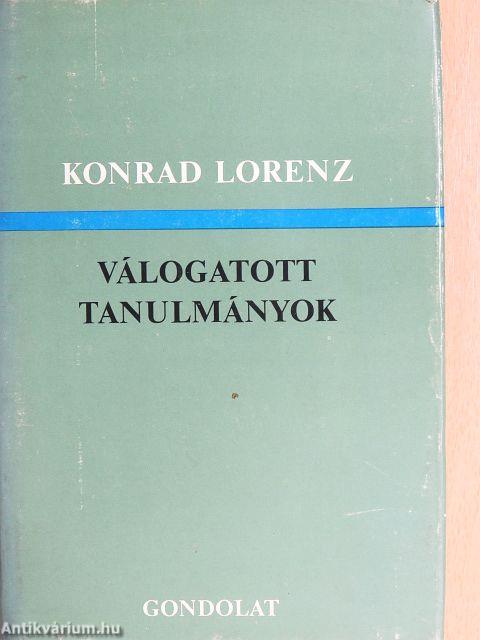 KONRAD LORENZ
VÁLOGATOTT
TANULMÁNYOK
GONDOLAT
Antikvárium.hu